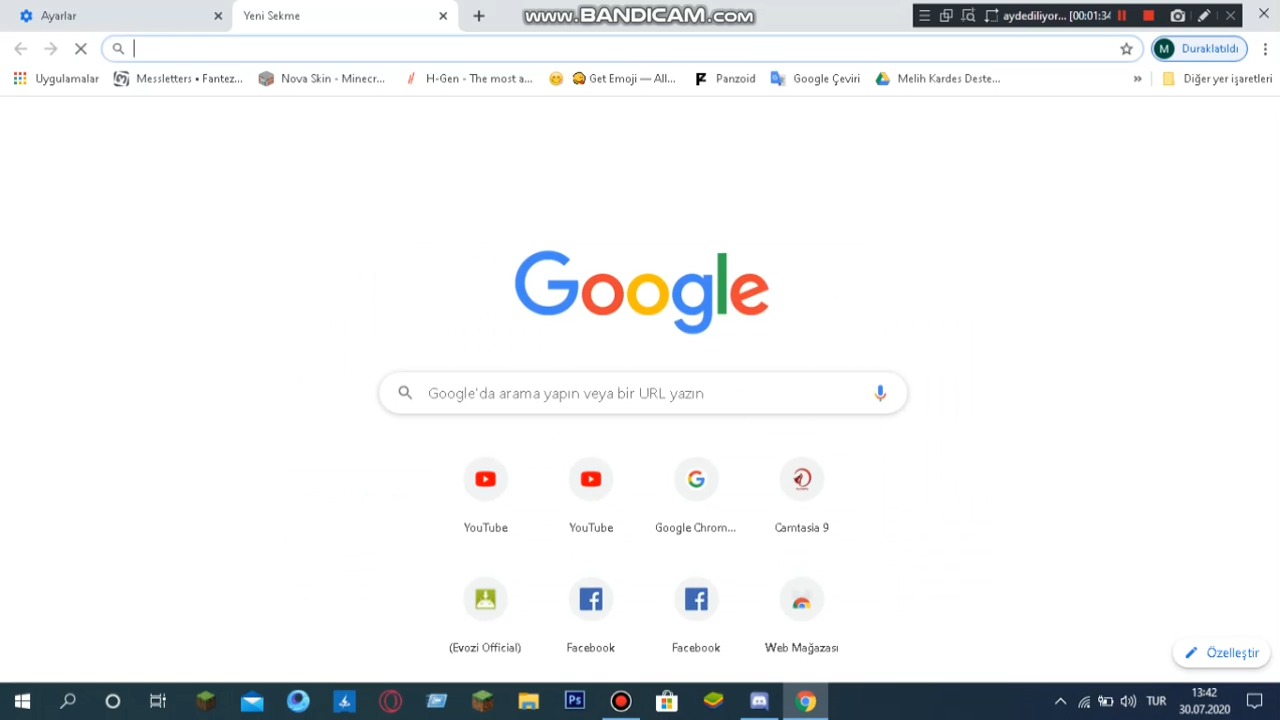 Ayarlar
Yeni Sekme
www.BANDICAM.com
aydediliyor... [00:01:34]
M
Duraklatıldı
Uygulamalar
Messletters • Fantez...
Nova Skin - Minecr...
H-Gen - The most a...
Get Emoji — All...
Panzoid
Google Çeviri
Melih Kardes Deste...
»
Diğer yer işaretleri
Google
Google'da arama yapın veya bir URL yazın
YouTube
YouTube
Google Chrom...
Camtasia 9
(Evozi Official)
Facebook
Facebook
Web Mağazası
Özelleştir
Ps
TUR
13:42
30.07.2020